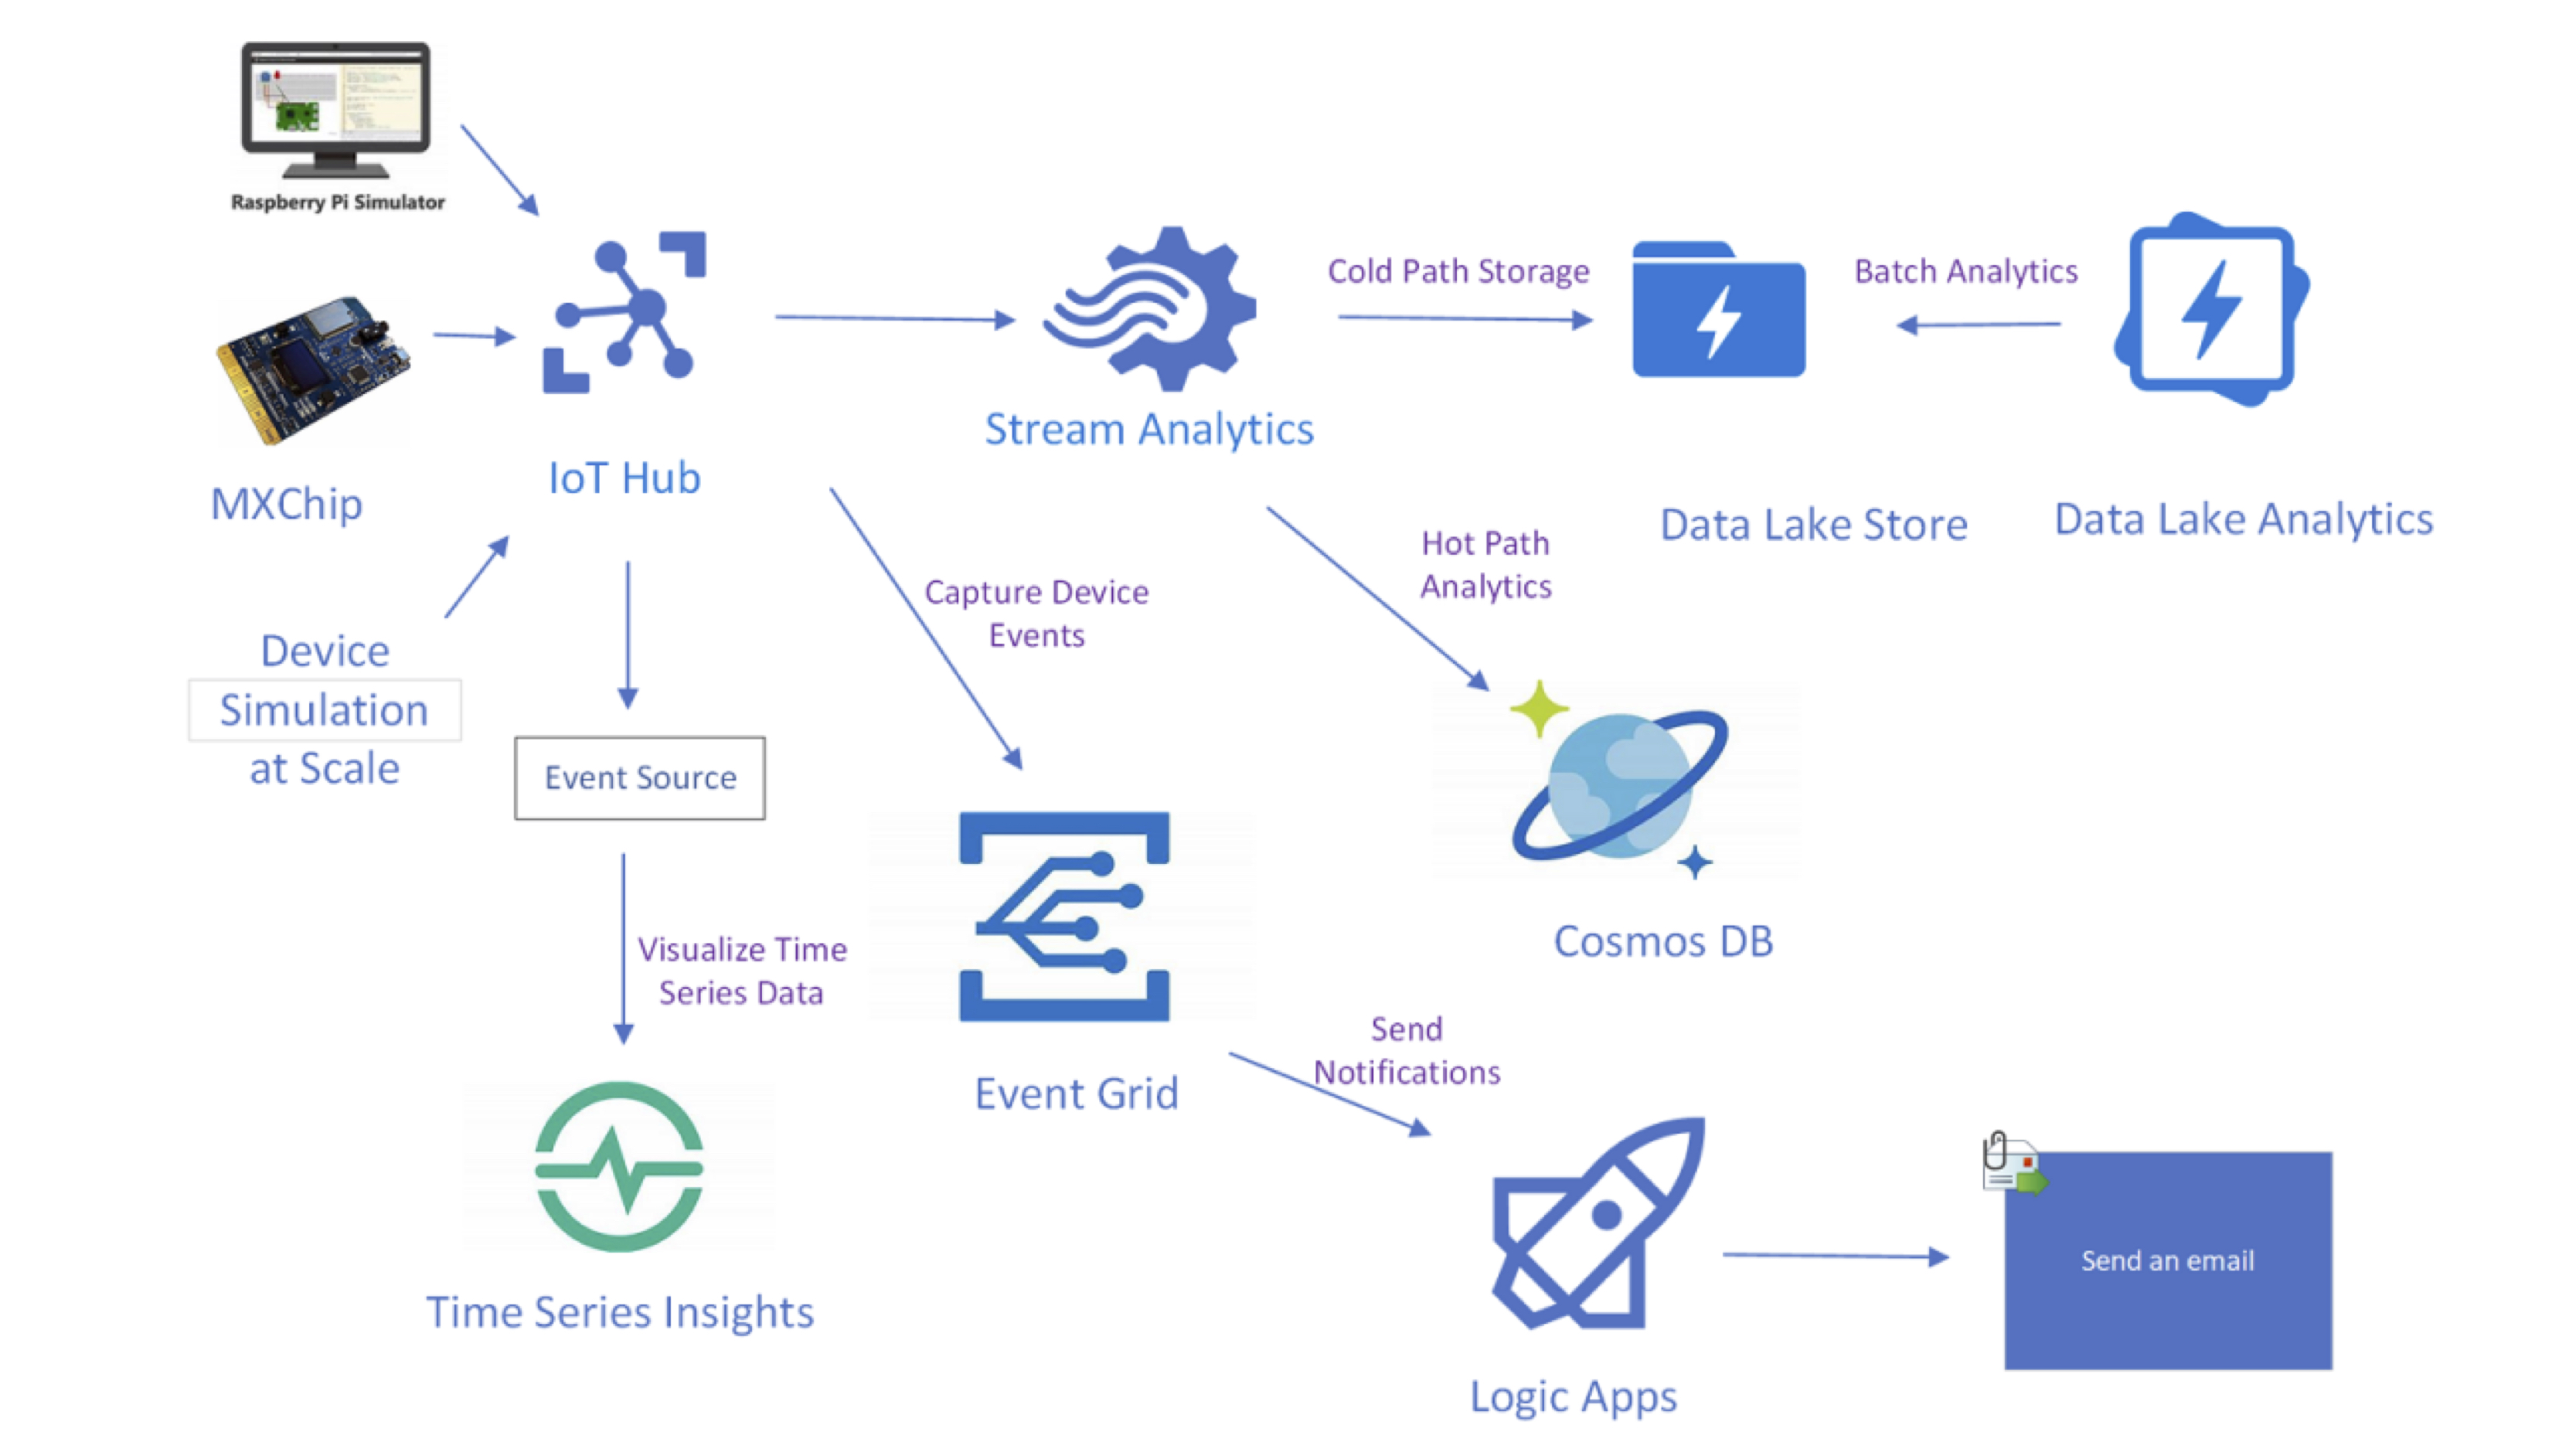 Raspberry Pi Simulator
MXChip
Device
Simulation
at Scale
IoT Hub
Event Source
Visualize Time
Series Data
Time Series Insights
Stream Analytics
Capture Device
Events
Event Grid
Cold Path Storage
Data Lake Store
Batch Analytics
Data Lake Analytics
Hot Path
Analytics
Cosmos DB
Send
Notifications
Logic Apps
Send an email